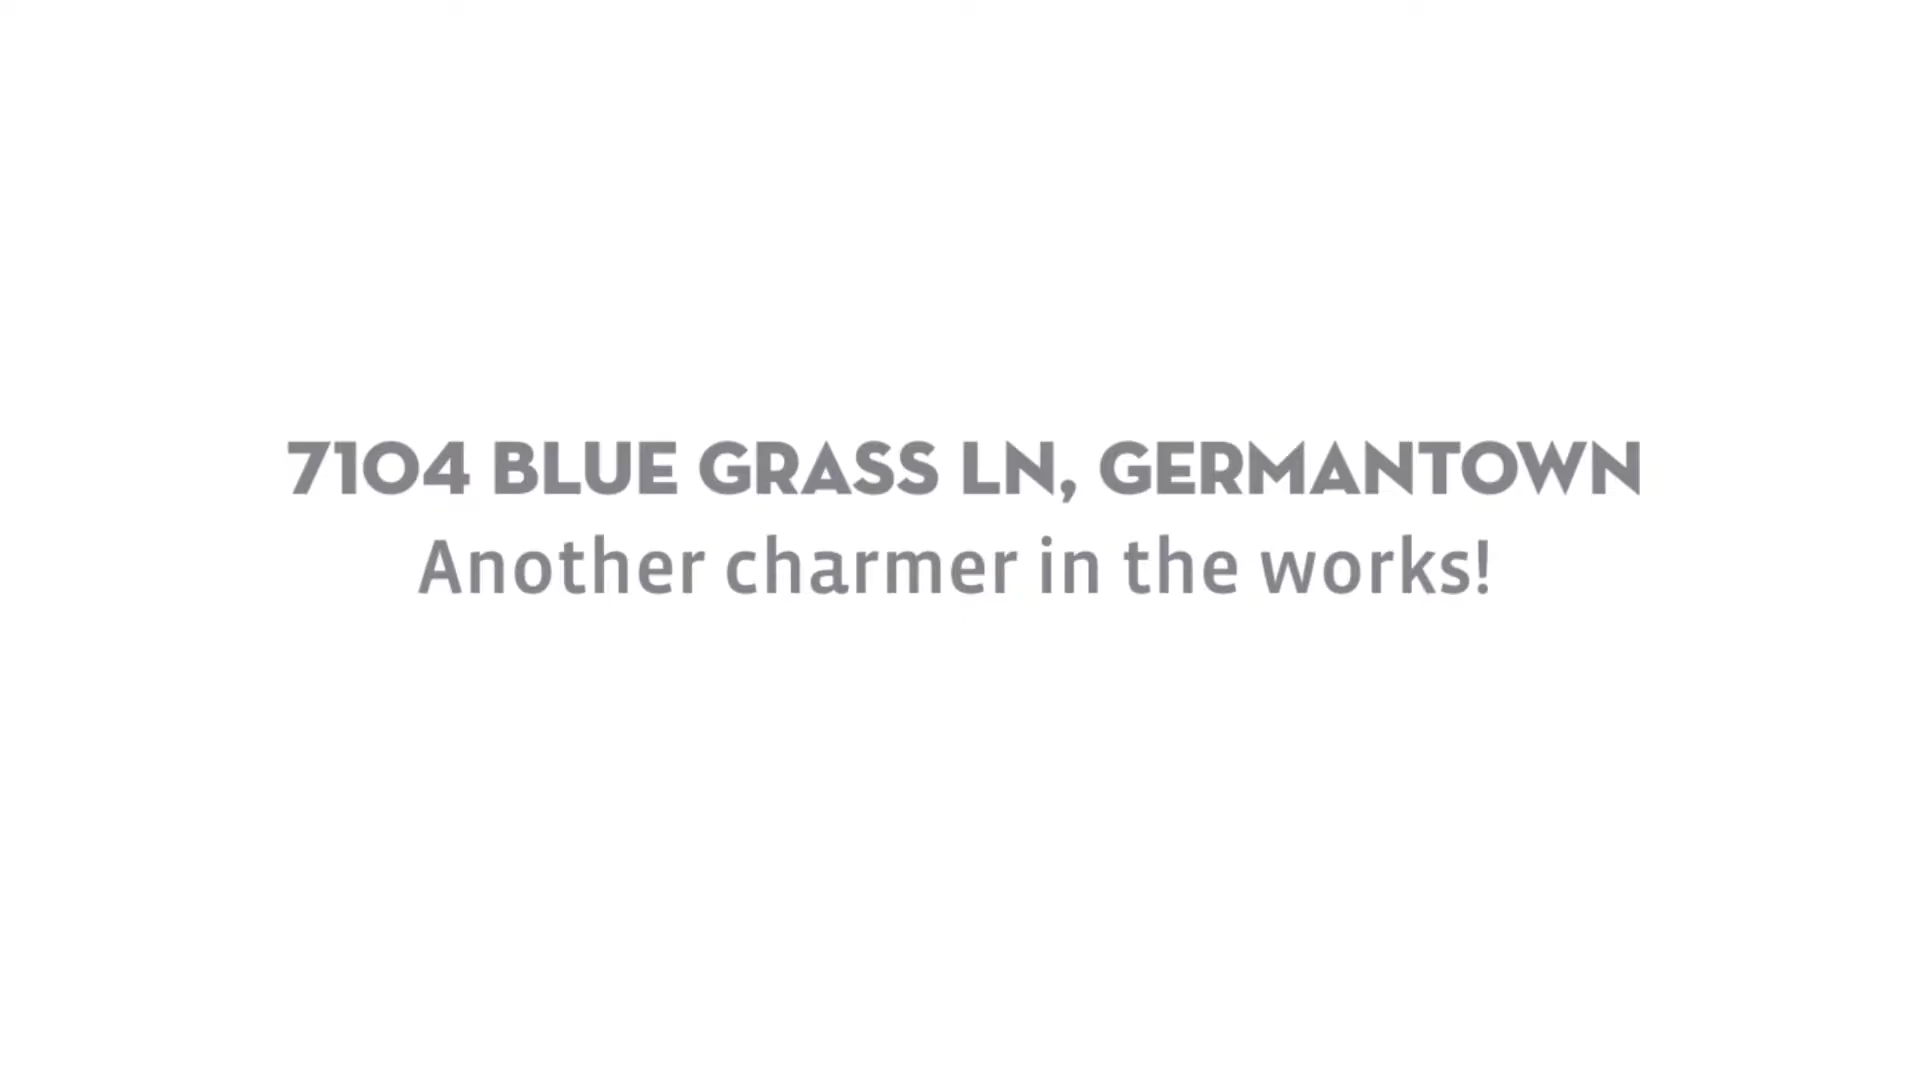 7104 BLUE GRASS LN, GERMANTOWN
Another charmer in the works!